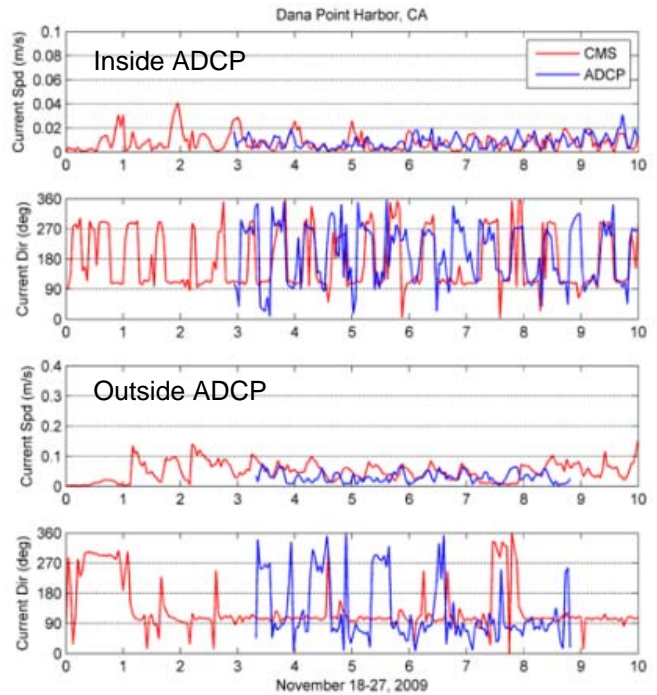 Dana Point Harbor, CA
Current Spd (m/s)
0.1
0.08
0.06
0.04
0.02
0
Inside ADCP
CMS
ADCP
0 1 2 3 4 5 6 7 8 9 10
Current Dir (deg)
360
270
180
90
0
0 1 2 3 4 5 6 7 8 9 10
Current Spd (m/s)
0.4
0.3
0.2
0.1
0
Outside ADCP
0 1 2 3 4 5 6 7 8 9 10
Current Dir (deg)
360
270
180
90
0
0 1 2 3 4 5 6 7 8 9 10
November 18-27, 2009